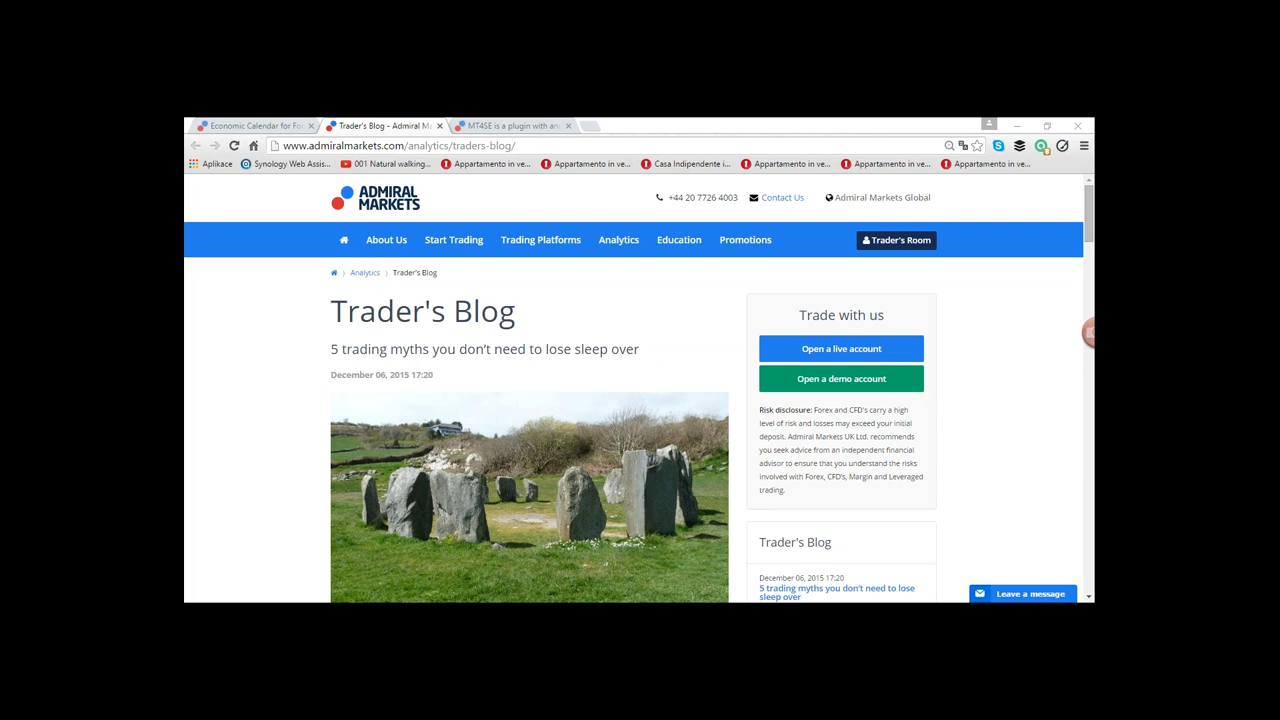 Economic Calendar for Fo
Trader's Blog - Admiral M
MT4SE is a plugin with an
www.admiralmarkets.com/analytics/traders-blog/
Aplikace
Synology Web Assis...
001 Natural walking...
Appartamento in ve...
Appartamento in ve...
Casa Indipendente i...
Appartamento in ve...
Appartamento in ve...
Appartamento in ve...
ADMIRAL
MARKETS
+44 20 7726 4003
Contact Us
Admiral Markets Global
About Us
Start Trading
Trading Platforms
Analytics
Education
Promotions
Trader's Room
Analytics
Trader's Blog
Trader's Blog
5 trading myths you don't need to lose sleep over
December 06, 2015 17:20
Trade with us
Open a live account
Open a demo account
Risk disclosure: Forex and CFD's carry a high
level of risk and losses may exceed your initial
deposit. Admiral Markets UK Ltd. recommends
you seek advice from an independent financial
advisor to ensure that you understand the risks
involved with Forex, CFD's, Margin and Leveraged
trading.
Trader's Blog
December 06, 2015 17:20
5 trading myths you don't need to lose
sleep over
Leave a message